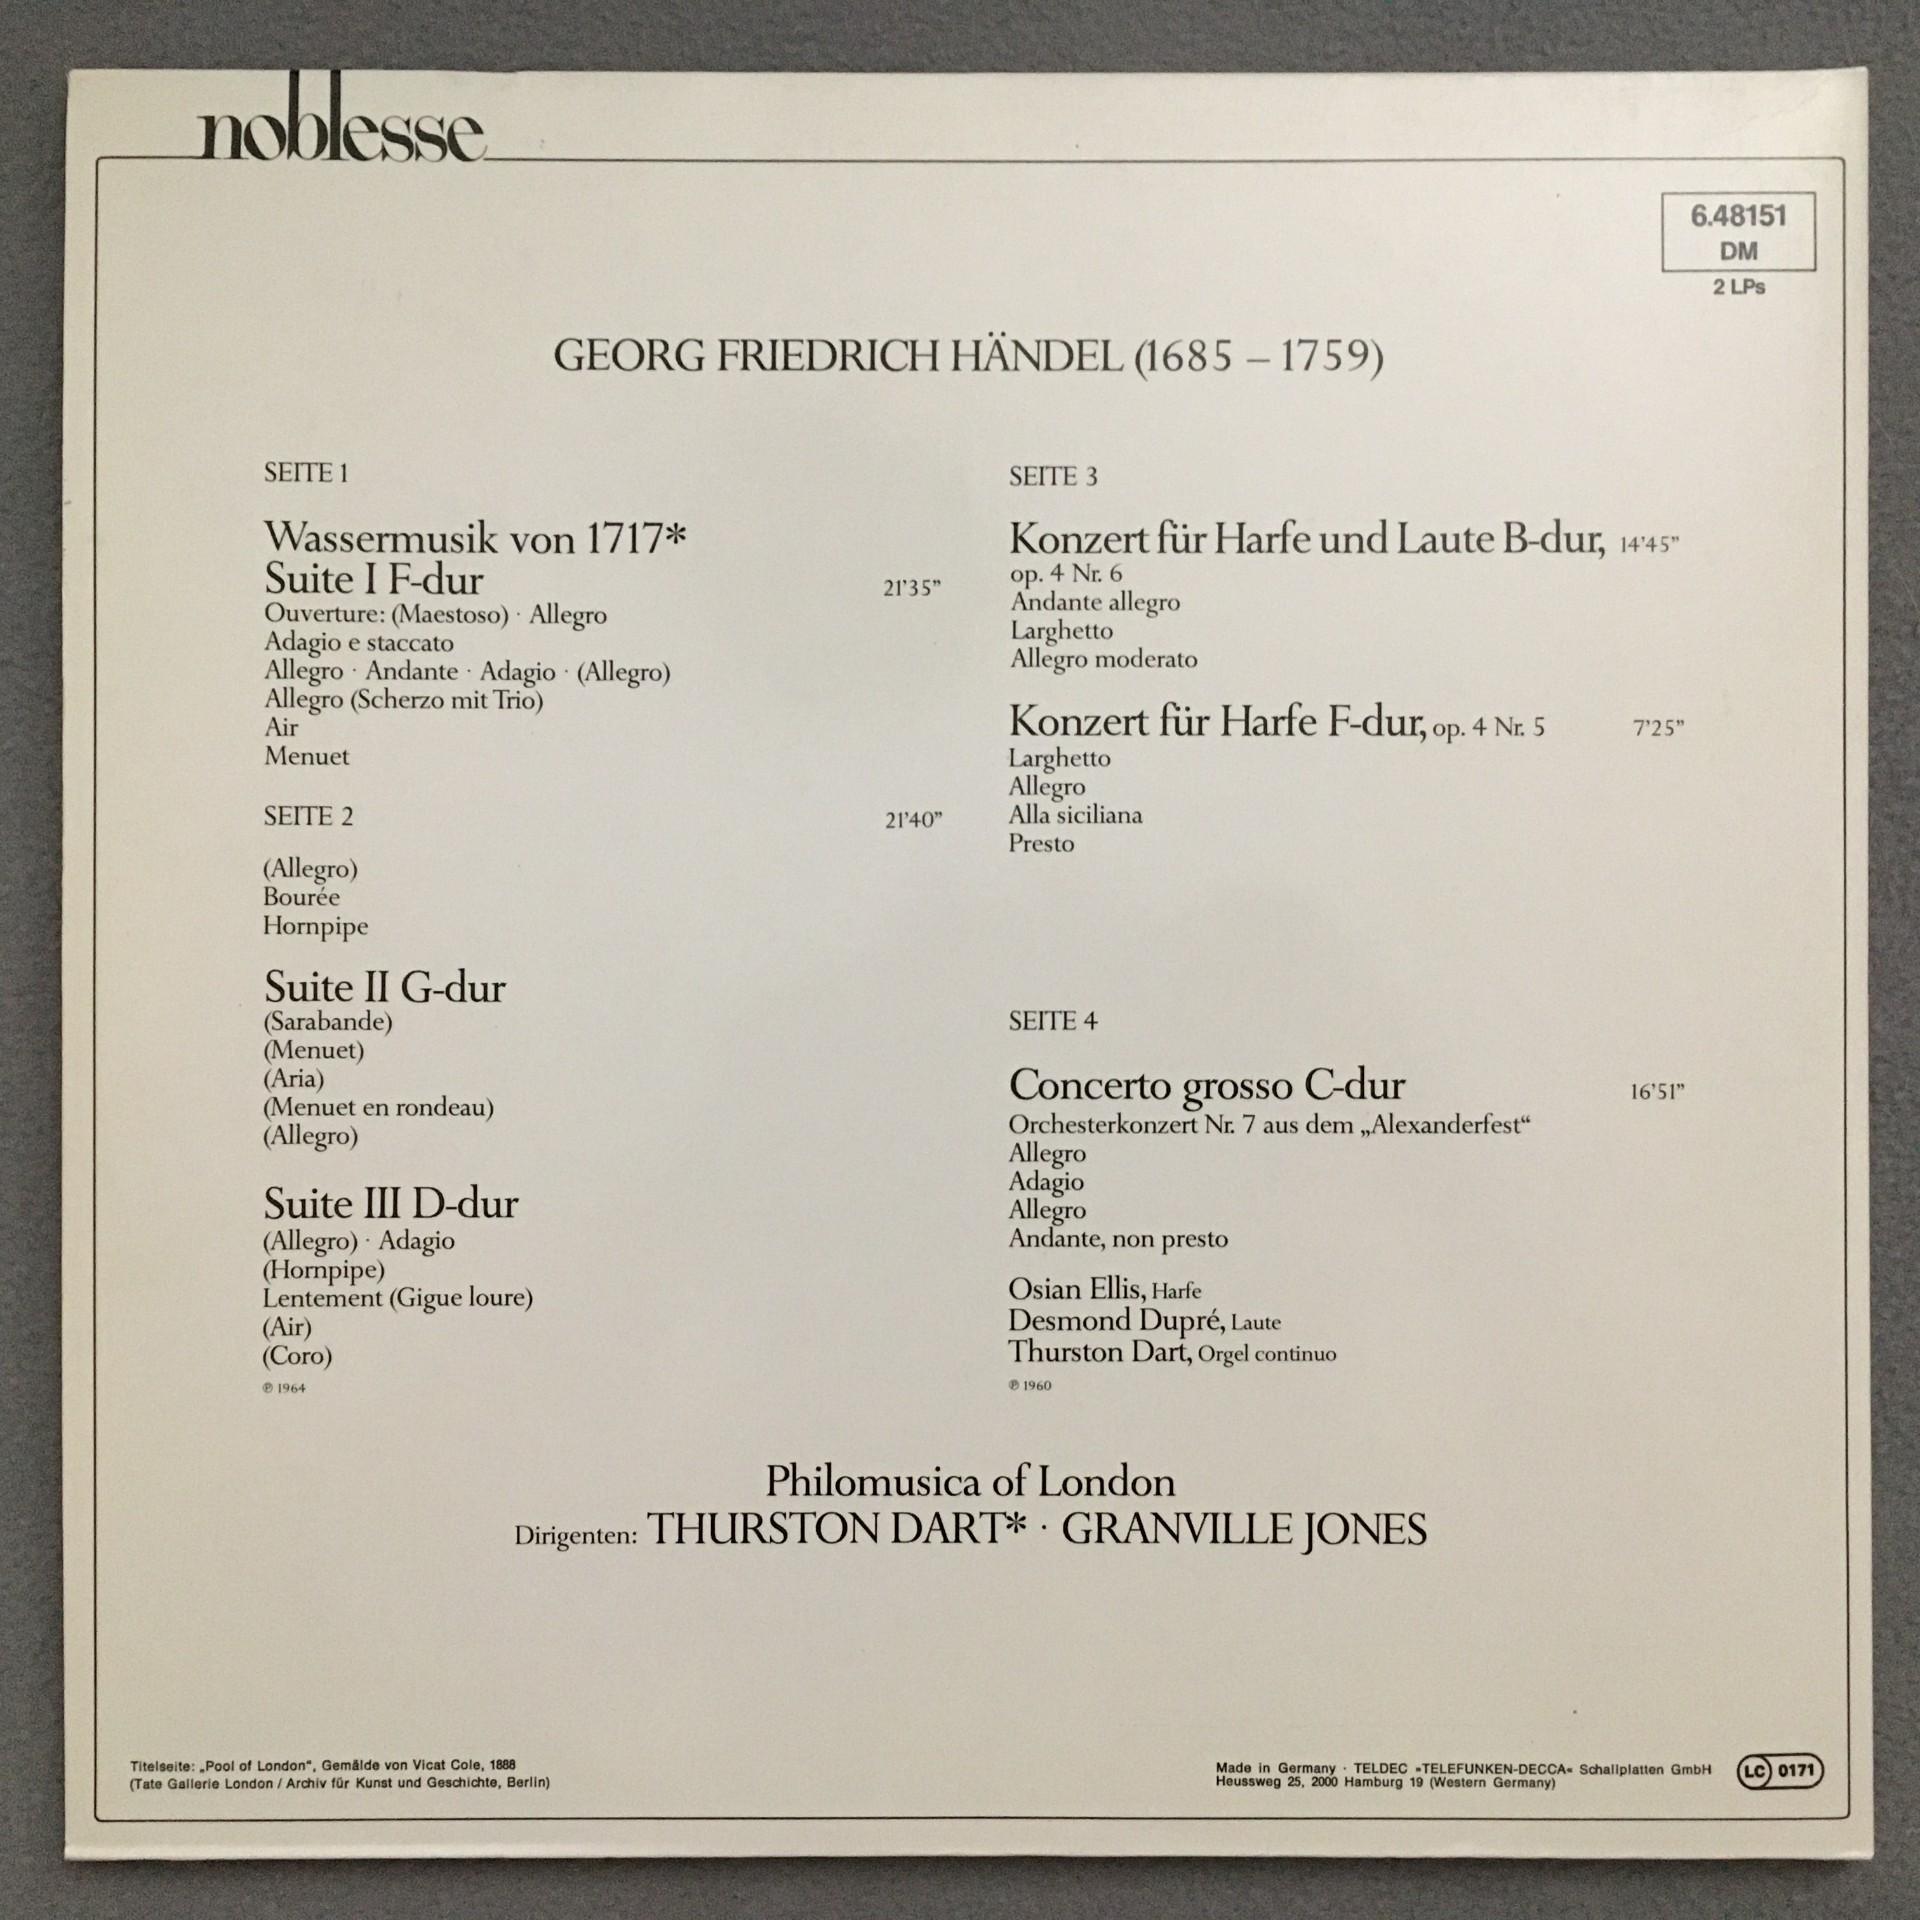 noblesse
6.48151
DM
2 LPs
GEORG FRIEDRICH HÄNDEL (1685 – 1759)
SEITE 1
Wassermusik von 1717*
Suite I F-dur 21'35"
Ouverture: (Maestoso) · Allegro
Adagio e staccato
Allegro · Andante · Adagio · (Allegro)
Allegro (Scherzo mit Trio)
Air
Menuet
SEITE 2 21'40"
(Allegro)
Bourée
Hornpipe
Suite II G-dur
(Sarabande)
(Menuet)
(Aria)
(Menuet en rondeau)
(Allegro)
Suite III D-dur
(Allegro) · Adagio
(Hornpipe)
Lentement (Gigue loure)
(Air)
(Coro)
℗ 1964
SEITE 3
Konzert für Harfe und Laute B-dur, 14'45"
op. 4 Nr. 6
Andante allegro
Larghetto
Allegro moderato
Konzert für Harfe F-dur, op. 4 Nr. 5 7'25"
Larghetto
Allegro
Alla siciliana
Presto
SEITE 4
Concerto grosso C-dur 16'51"
Orchesterkonzert Nr. 7 aus dem „Alexanderfest“
Allegro
Adagio
Allegro
Andante, non presto
Osian Ellis, Harfe
Desmond Dupré, Laute
Thurston Dart, Orgel continuo
℗ 1960
Philomusica of London
Dirigenten: THURSTON DART* · GRANVILLE JONES
Titelseite: „Pool of London“, Gemälde von Vicat Cole, 1888
(Tate Gallerie London / Archiv für Kunst und Geschichte, Berlin)
Made in Germany · TELDEC »TELEFUNKEN-DECCA« Schallplatten GmbH
Heussweg 25, 2000 Hamburg 19 (Western Germany)
LC 0171